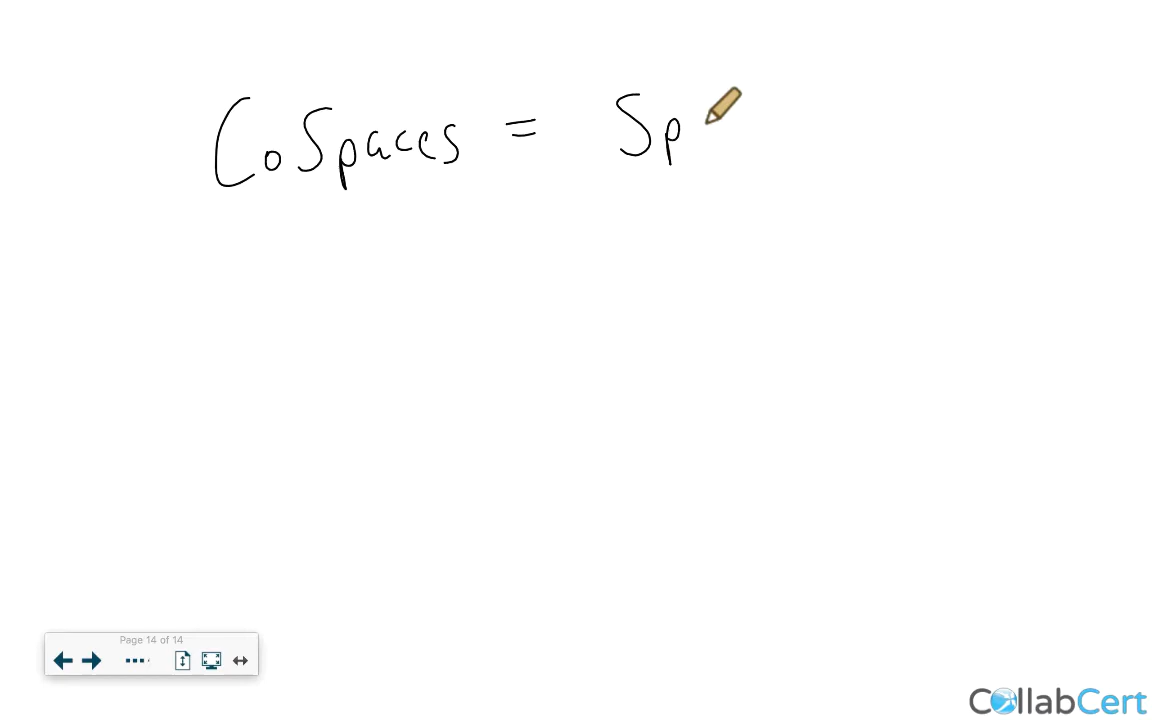 CoSpaces = Sp
Page 14 of 14
CollabCert